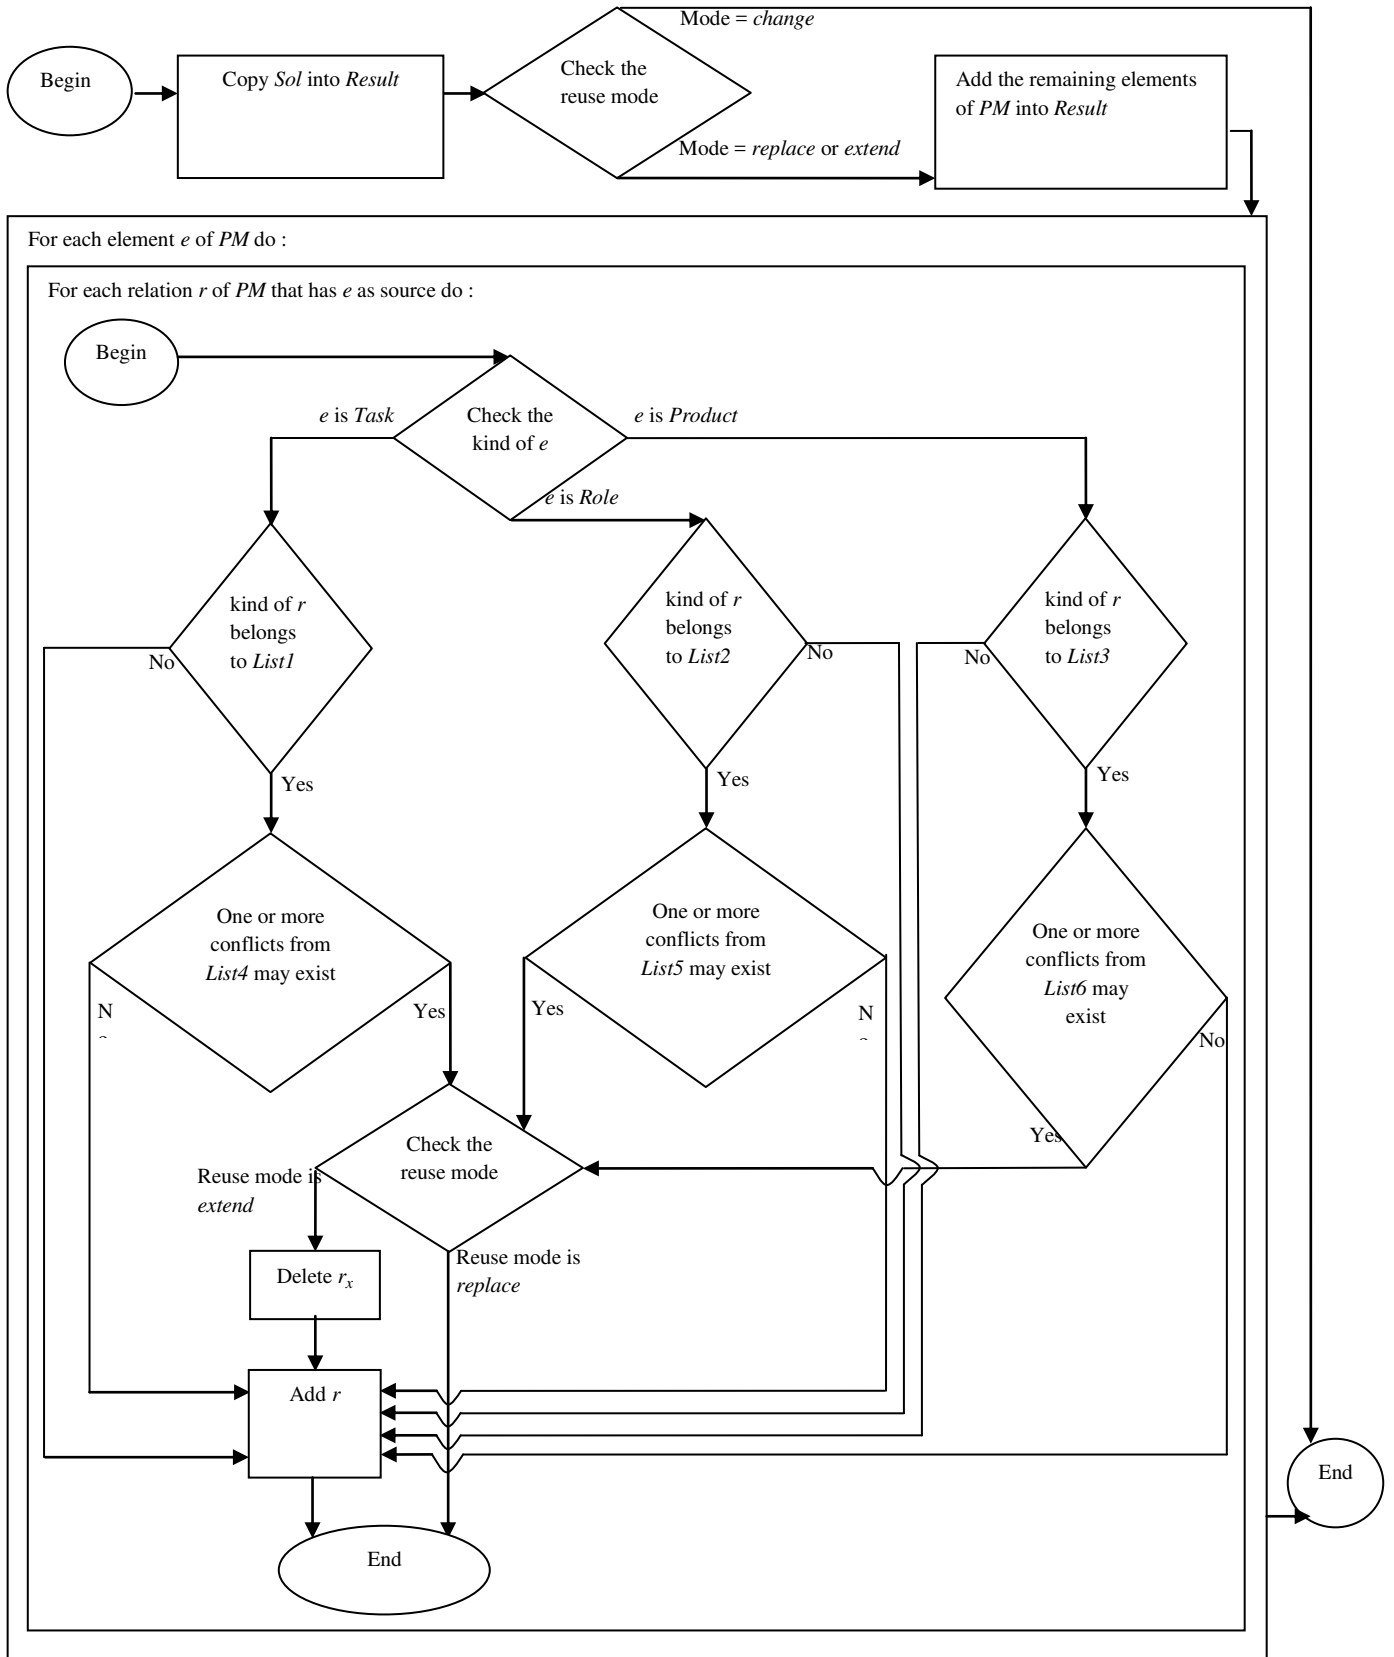 Mode = change
Begin
Copy Sol into Result
Check the
reuse mode
Add the remaining elements
of PM into Result
Mode = replace or extend
For each element e of PM do :
For each relation r of PM that has e as source do :
Begin
e is Task
Check the
kind of e
e is Product
e is Role
kind of r
belongs
to List1
No
Yes
kind of r
belongs
to List2
No
Yes
kind of r
belongs
to List3
No
Yes
One or more
conflicts from
List4 may exist
N
Yes
One or more
conflicts from
List5 may exist
Yes
N
One or more
conflicts from
List6 may
exist
No
Yes
Check the
reuse mode
Reuse mode is
extend
Reuse mode is
replace
Delete rx
Add r
End
End